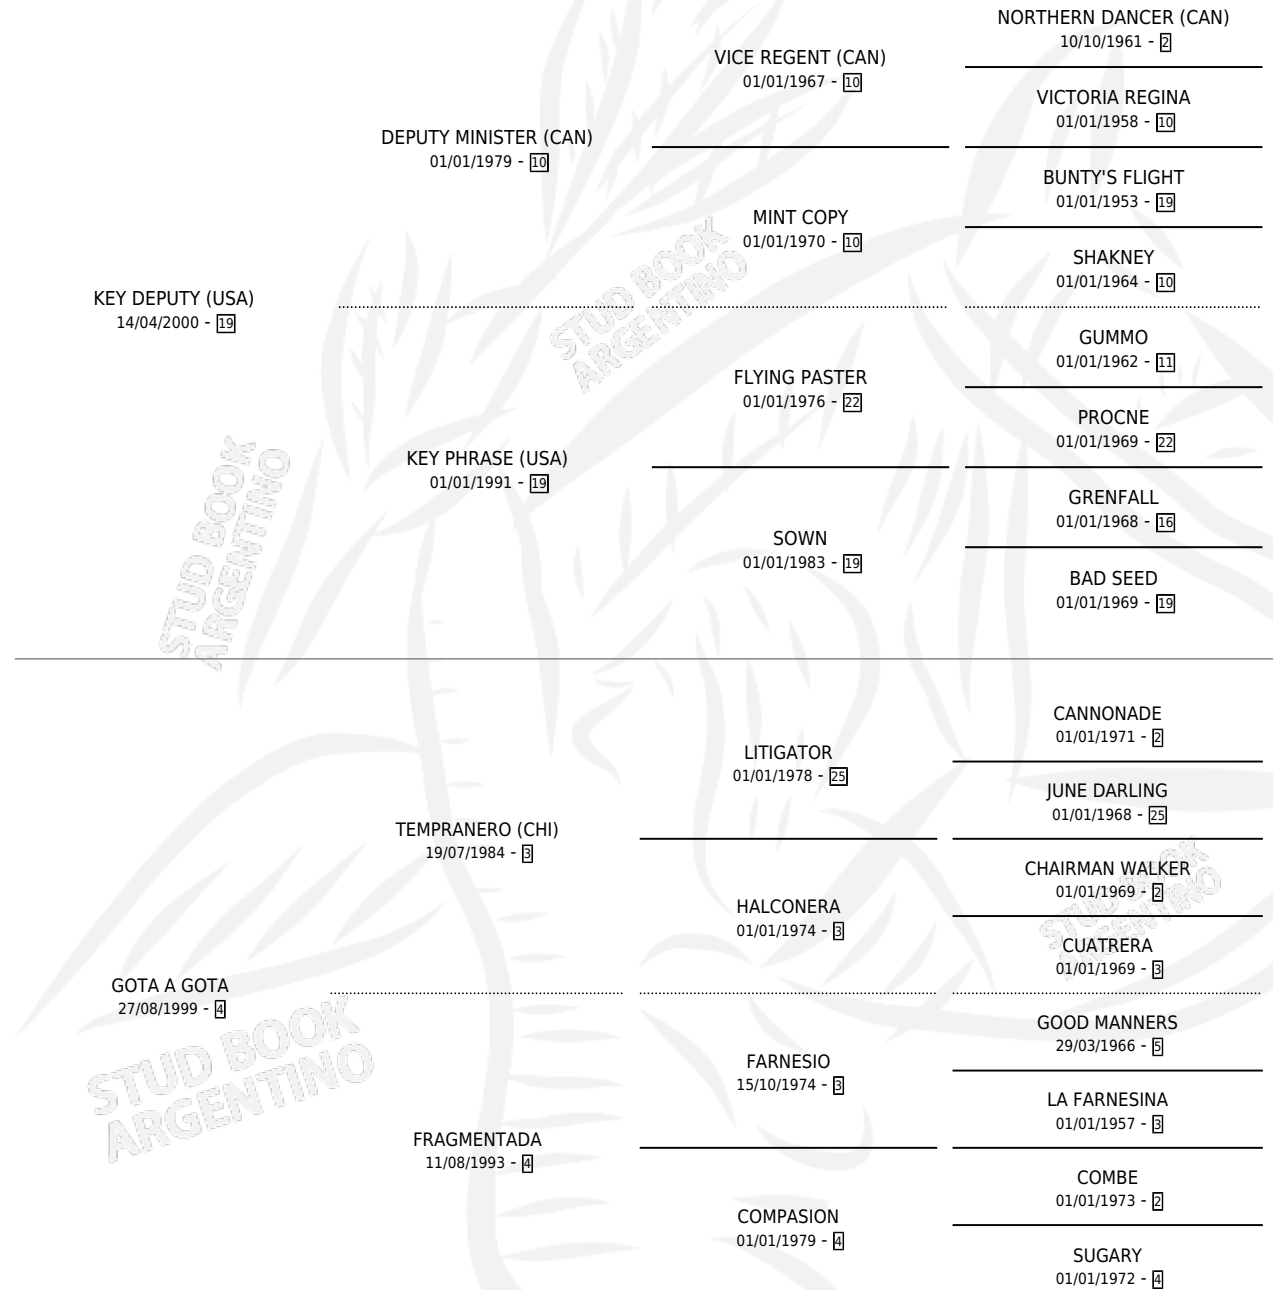 NORTHERN DANCER (CAN)
10/10/1961 - 2
VICE REGENT (CAN)
01/01/1967 - 10
VICTORIA REGINA
01/01/1958 - 10
DEPUTY MINISTER (CAN)
01/01/1979 - 10
BUNTY'S FLIGHT
01/01/1953 - 19
MINT COPY
01/01/1970 - 10
SHAKNEY
01/01/1964 - 10
KEY DEPUTY (USA)
14/04/2000 - 19
STUD BOOK
ARGENTINO
GUMMO
01/01/1962 - 11
FLYING PASTER
01/01/1976 - 22
PROCNE
01/01/1969 - 22
KEY PHRASE (USA)
01/01/1991 - 19
GRENFALL
01/01/1968 - 16
SOWN
01/01/1983 - 19
BAD SEED
01/01/1969 - 19
STUD BOOK
ARGENTINO
CANNONADE
01/01/1971 - 2
LITIGATOR
01/01/1978 - 25
JUNE DARLING
01/01/1968 - 25
TEMPRANERO (CHI)
19/07/1984 - 3
CHAIRMAN WALKER
01/01/1969 - 2
HALCONERA
01/01/1974 - 3
STUD BOOK
ARGENTINO
CUATRERA
01/01/1969 - 3
GOTA A GOTA
27/08/1999 - 4
STUD BOOK
ARGENTINO
GOOD MANNERS
29/03/1966 - 5
FARNESIO
15/10/1974 - 3
LA FARNESINA
01/01/1957 - 3
FRAGMENTADA
11/08/1993 - 4
COMBE
01/01/1973 - 2
COMPASION
01/01/1979 - 4
SUGARY
01/01/1972 - 4